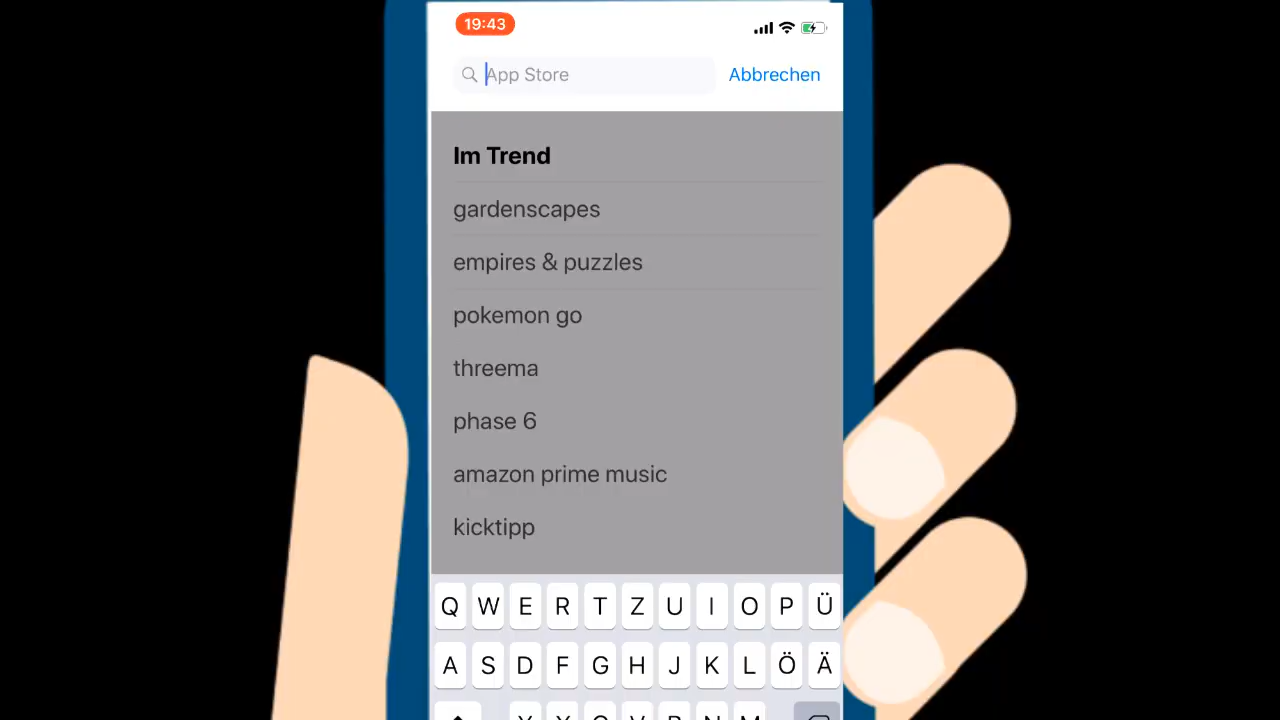 19:43
App Store
Abbrechen
Im Trend
gardenscapes
empires & puzzles
pokemon go
threema
phase 6
amazon prime music
kicktipp
Q W E R T Z U I O P Ü
A S D F G H J K L Ö Ä
Y X C V B N M